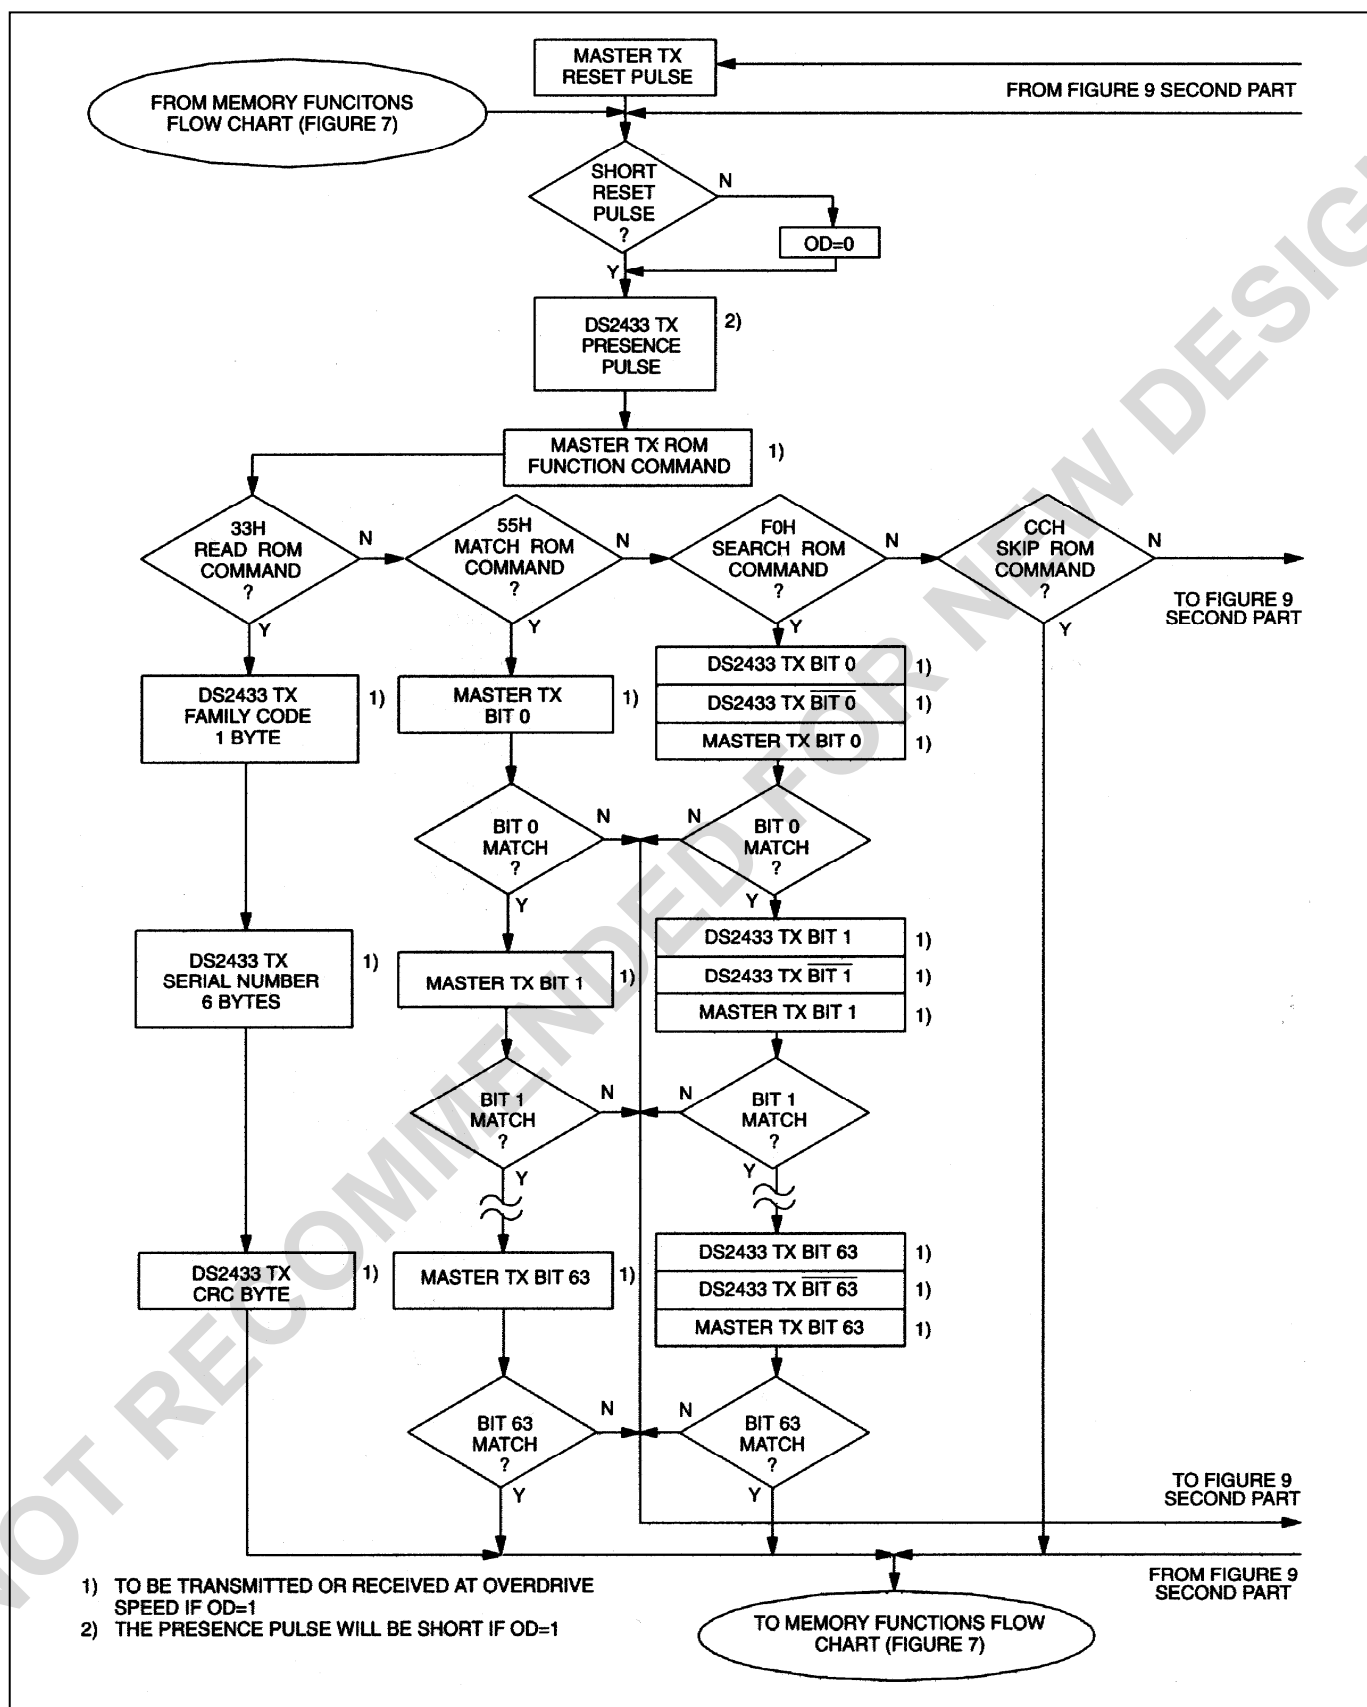 MASTER TX
RESET PULSE
FROM FIGURE 9 SECOND PART
FROM MEMORY FUNCITONS
FLOW CHART (FIGURE 7)
SHORT
RESET
PULSE
?
N
OD=0
Y
DS2433 TX
PRESENCE
PULSE
2)
MASTER TX ROM
FUNCTION COMMAND
1)
33H
READ ROM
COMMAND
?
N
Y
55H
MATCH ROM
COMMAND
?
N
Y
F0H
SEARCH ROM
COMMAND
?
N
Y
CCH
SKIP ROM
COMMAND
?
N
Y
TO FIGURE 9
SECOND PART
DS2433 TX
FAMILY CODE
1 BYTE
1)
MASTER TX
BIT 0
1)
DS2433 TX BIT 0
1)
DS2433 TX B̅I̅T̅ ̅0̅
1)
MASTER TX BIT 0
1)
BIT 0
MATCH
?
N
Y
BIT 0
MATCH
?
N
Y
DS2433 TX
SERIAL NUMBER
6 BYTES
1)
MASTER TX BIT 1
1)
DS2433 TX BIT 1
1)
DS2433 TX B̅I̅T̅ ̅1̅
1)
MASTER TX BIT 1
1)
BIT 1
MATCH
?
N
Y
BIT 1
MATCH
?
N
Y
DS2433 TX
CRC BYTE
1)
MASTER TX BIT 63
1)
DS2433 TX BIT 63
1)
DS2433 TX B̅I̅T̅ ̅6̅3̅
1)
MASTER TX BIT 63
1)
BIT 63
MATCH
?
N
Y
BIT 63
MATCH
?
N
Y
TO FIGURE 9
SECOND PART
FROM FIGURE 9
SECOND PART
1) TO BE TRANSMITTED OR RECEIVED AT OVERDRIVE
SPEED IF OD=1
2) THE PRESENCE PULSE WILL BE SHORT IF OD=1
TO MEMORY FUNCTIONS FLOW
CHART (FIGURE 7)
NOT RECOMMENDED FOR NEW DESIG